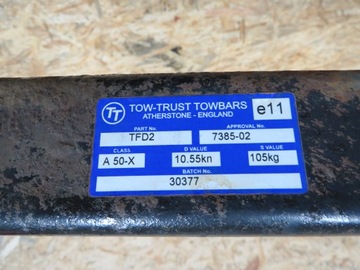 TT TOW-TRUST TOWBARS e11
ATHERSTONE - ENGLAND
PART No. APPROVAL No.
TFD2 7385-02
CLASS D VALUE S VALUE
A 50-X 10.55kn 105kg
BATCH No.
30377